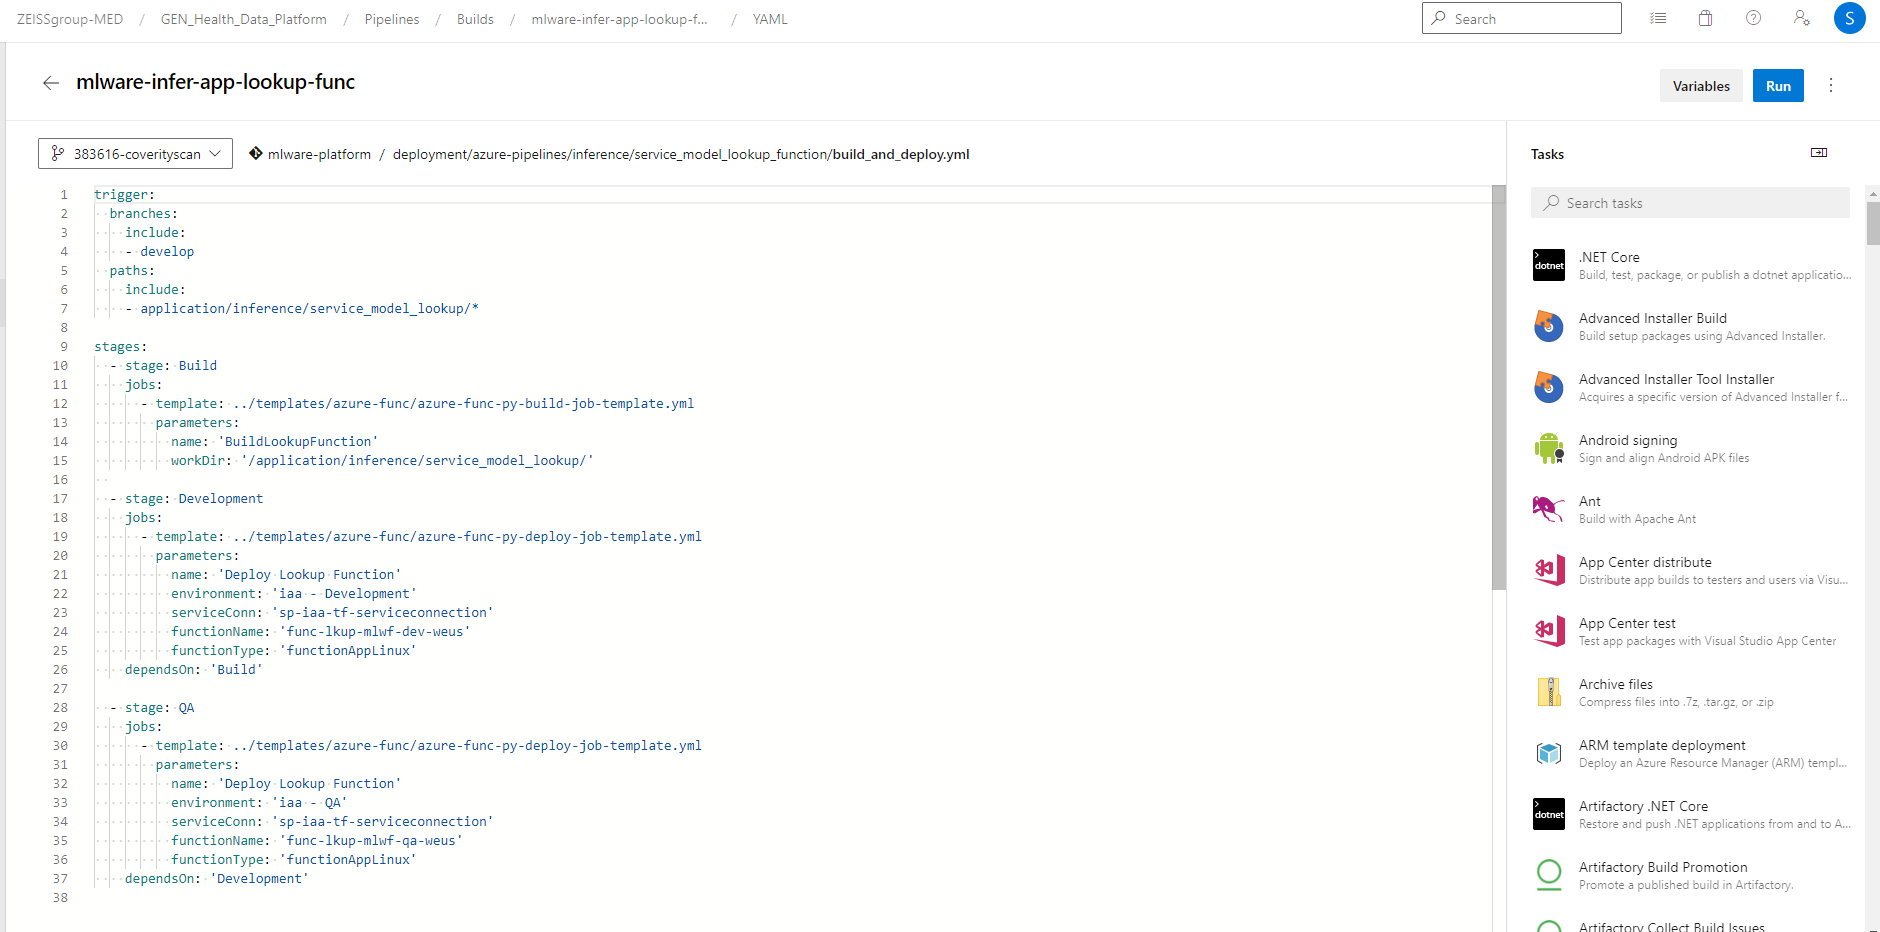 ZEISSgroup-MED / GEN_Health_Data_Platform / Pipelines / Builds / mlware-infer-app-lookup-f... / YAML
Search
S
mlware-infer-app-lookup-func
Variables
Run
383616-coverityscan
mlware-platform / deployment/azure-pipelines/inference/service_model_lookup_function/build_and_deploy.yml
1 trigger:
2   branches:
3     include:
4     - develop
5   paths:
6     include:
7     - application/inference/service_model_lookup/*
8
9 stages:
10   - stage: Build
11     jobs:
12       - template: ../templates/azure-func/azure-func-py-build-job-template.yml
13         parameters:
14           name: 'BuildLookupFunction'
15           workDir: '/application/inference/service_model_lookup/'
16
17   - stage: Development
18     jobs:
19       - template: ../templates/azure-func/azure-func-py-deploy-job-template.yml
20         parameters:
21           name: 'Deploy Lookup Function'
22           environment: 'iaa - Development'
23           serviceConn: 'sp-iaa-tf-serviceconnection'
24           functionName: 'func-lkup-mlwf-dev-weus'
25           functionType: 'functionAppLinux'
26     dependsOn: 'Build'
27
28   - stage: QA
29     jobs:
30       - template: ../templates/azure-func/azure-func-py-deploy-job-template.yml
31         parameters:
32           name: 'Deploy Lookup Function'
33           environment: 'iaa - QA'
34           serviceConn: 'sp-iaa-tf-serviceconnection'
35           functionName: 'func-lkup-mlwf-qa-weus'
36           functionType: 'functionAppLinux'
37     dependsOn: 'Development'
38
Tasks
Search tasks
dotnet
.NET Core
Build, test, package, or publish a dotnet applicatio...
Advanced Installer Build
Build setup packages using Advanced Installer.
Advanced Installer Tool Installer
Acquires a specific version of Advanced Installer f...
Android signing
Sign and align Android APK files
Ant
Build with Apache Ant
App Center distribute
Distribute app builds to testers and users via Visu...
App Center test
Test app packages with Visual Studio App Center
Archive files
Compress files into .7z, .tar.gz, or .zip
ARM template deployment
Deploy an Azure Resource Manager (ARM) templ...
dotnet
Artifactory .NET Core
Restore and push .NET applications from and to A...
Artifactory Build Promotion
Promote a published build in Artifactory.
Artifactory Collect Build Issues